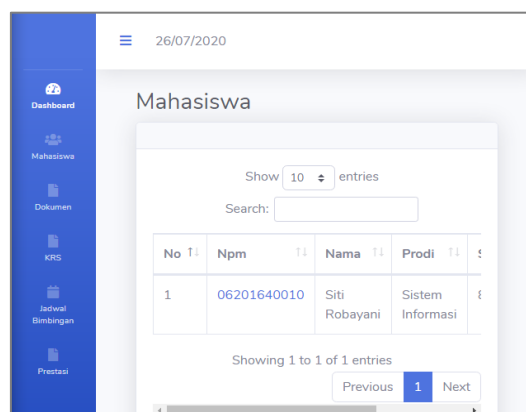 26/07/2020
Dashboard
Mahasiswa
Dokumen
KRS
Jadwal
Bimbingan
Prestasi
Mahasiswa
Show 10 entries
Search:
No Npm Nama Prodi
1 06201640010 Siti Robayani Sistem Informasi
Showing 1 to 1 of 1 entries
Previous 1 Next